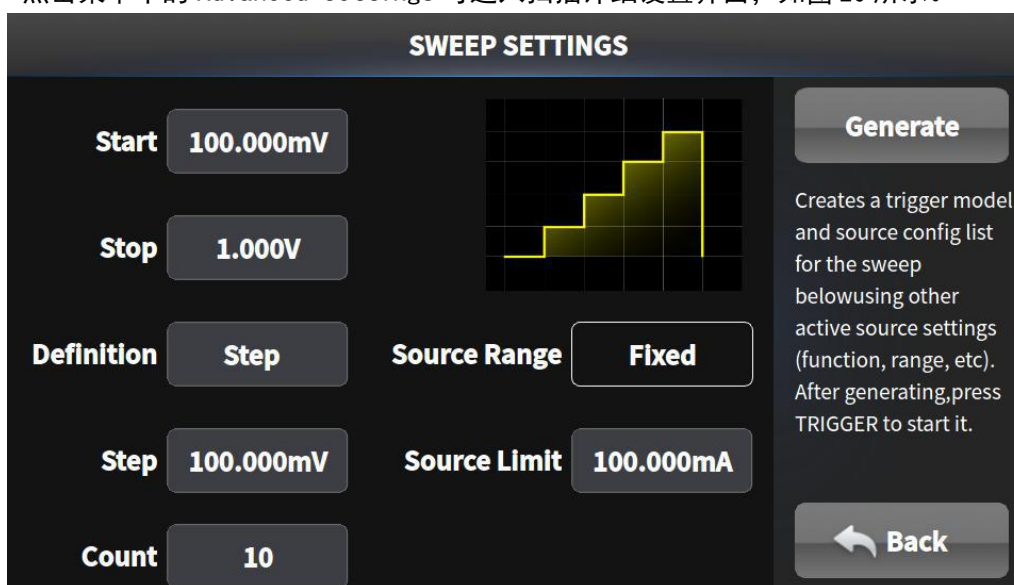 SWEEP SETTINGS
Start 100.000mV
Stop 1.000V
Definition Step
Source Range Fixed
Step 100.000mV
Source Limit 100.000mA
Count 10
Generate
Creates a trigger model
and source config list
for the sweep
belowusing other
active source settings
(function, range, etc).
After generating,press
TRIGGER to start it.
Back